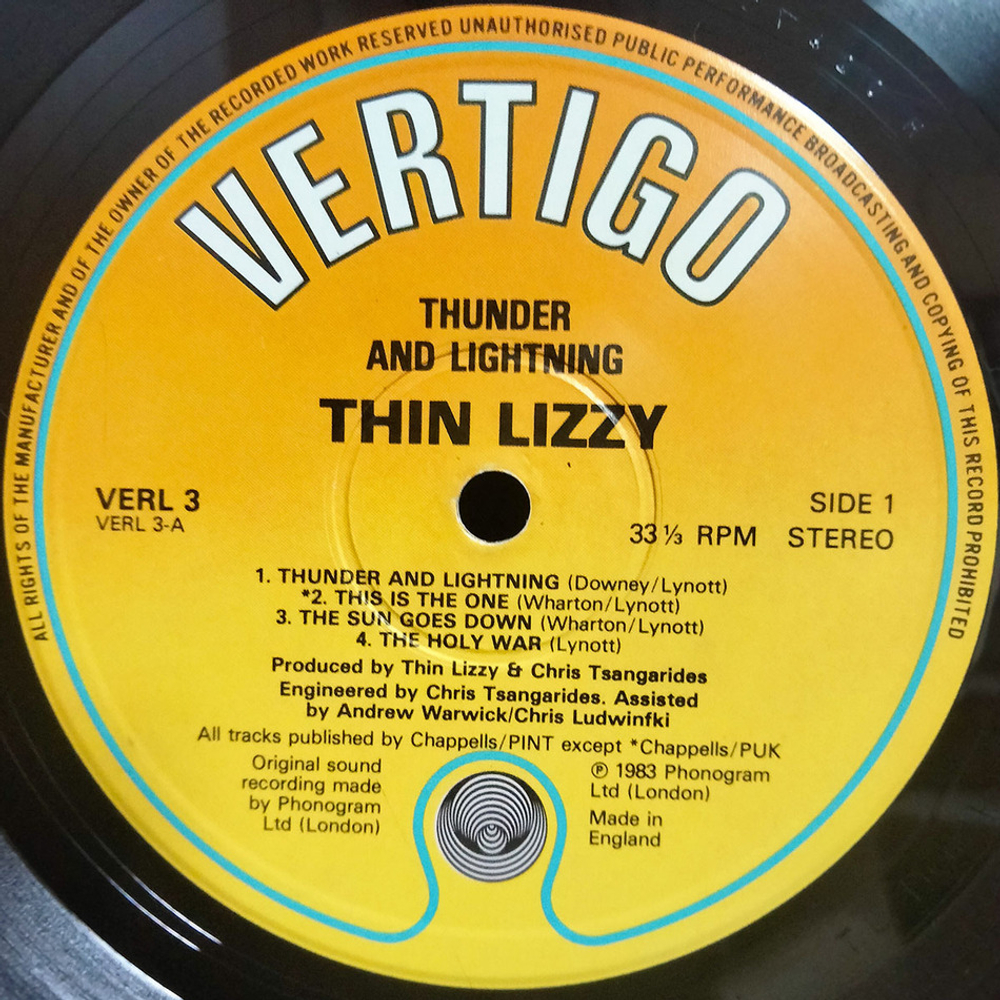 ALL RIGHTS OF THE MANUFACTURER AND OF THE OWNER OF THE RECORDED WORK RESERVED UNAUTHORISED PUBLIC PERFORMANCE BROADCASTING AND COPYING OF THIS RECORD PROHIBITED
VERTIGO
THUNDER
AND LIGHTNING
THIN LIZZY
VERL 3
VERL 3-A
SIDE 1
33⅓ RPM STEREO
1. THUNDER AND LIGHTNING (Downey/Lynott)
*2. THIS IS THE ONE (Wharton/Lynott)
3. THE SUN GOES DOWN (Wharton/Lynott)
4. THE HOLY WAR (Lynott)
Produced by Thin Lizzy & Chris Tsangarides
Engineered by Chris Tsangarides. Assisted
by Andrew Warwick/Chris Ludwinfki
All tracks published by Chappells/PINT except *Chappells/PUK
Original sound
recording made
by Phonogram
Ltd (London)
℗ 1983 Phonogram
Ltd (London)
Made in
England